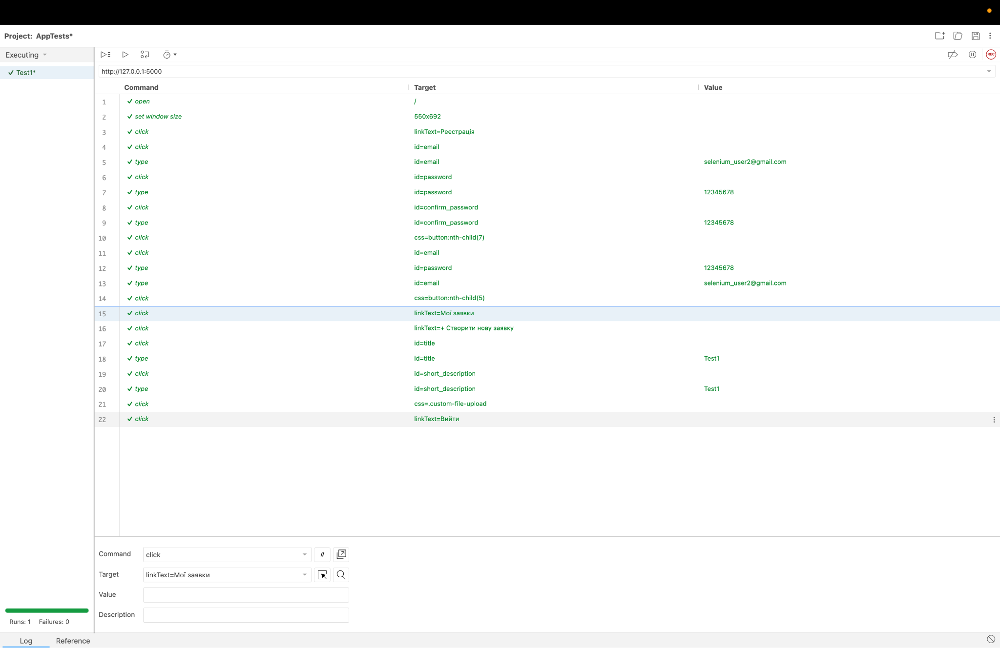 Project: AppTests*
Executing
✓ Test1*
REC
http://127.0.0.1:5000
Command Target Value
1 ✓ open /
2 ✓ set window size 550x692
3 ✓ click linkText=Реєстрація
4 ✓ click id=email
5 ✓ type id=email selenium_user2@gmail.com
6 ✓ click id=password
7 ✓ type id=password 12345678
8 ✓ click id=confirm_password
9 ✓ type id=confirm_password 12345678
10 ✓ click css=button:nth-child(7)
11 ✓ click id=email
12 ✓ type id=password 12345678
13 ✓ type id=email selenium_user2@gmail.com
14 ✓ click css=button:nth-child(5)
15 ✓ click linkText=Мої заявки
16 ✓ click linkText=+ Створити нову заявку
17 ✓ click id=title
18 ✓ type id=title Test1
19 ✓ click id=short_description
20 ✓ type id=short_description Test1
21 ✓ click css=.custom-file-upload
22 ✓ click linkText=Вийти
Command click //
Target linkText=Мої заявки
Value
Description
Runs: 1 Failures: 0
Log Reference